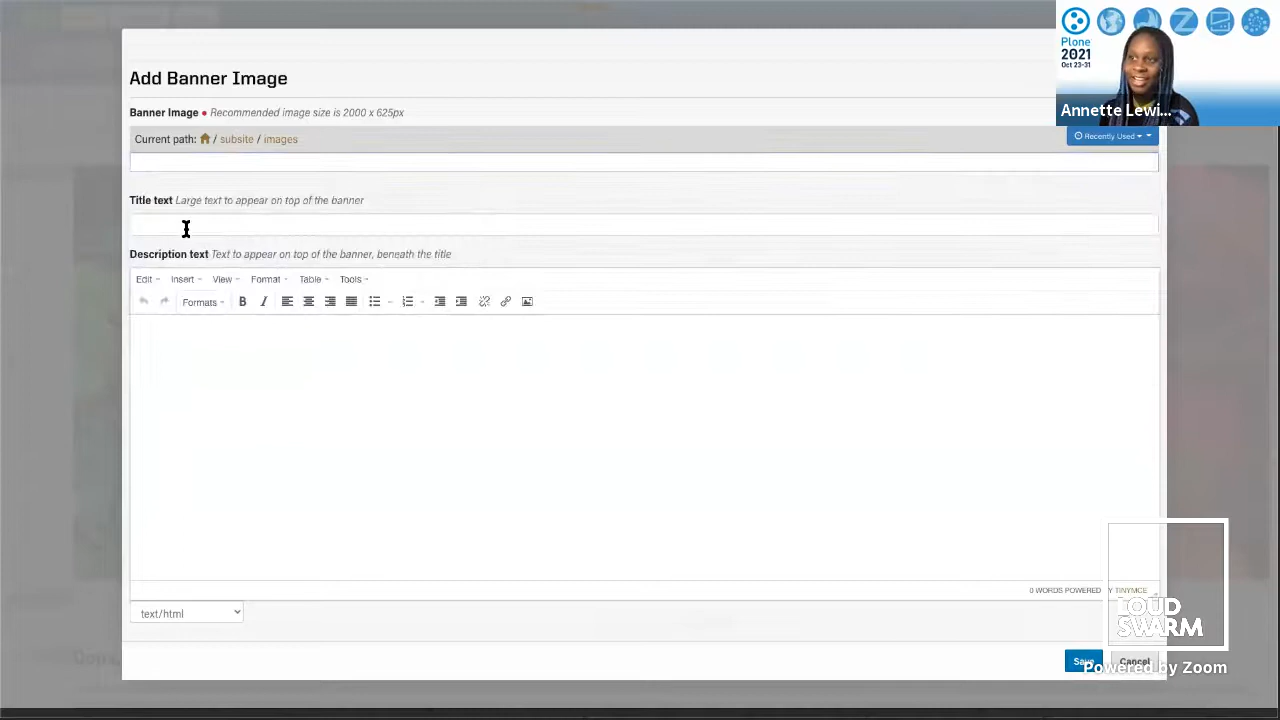 Add Banner Image
Banner Image • Recommended image size is 2000 x 625px
Current path: / subsite / images
Recently Used
Title text Large text to appear on top of the banner
Description text Text to appear on top of the banner, beneath the title
Edit Insert View Format Table Tools
Formats B I
0 WORDS POWERED BY TINYMCE
text/html
Save Cancel
Plone
2021
Oct 23-31
Annette Lewi...
LOUD
SWARM
Powered by Zoom